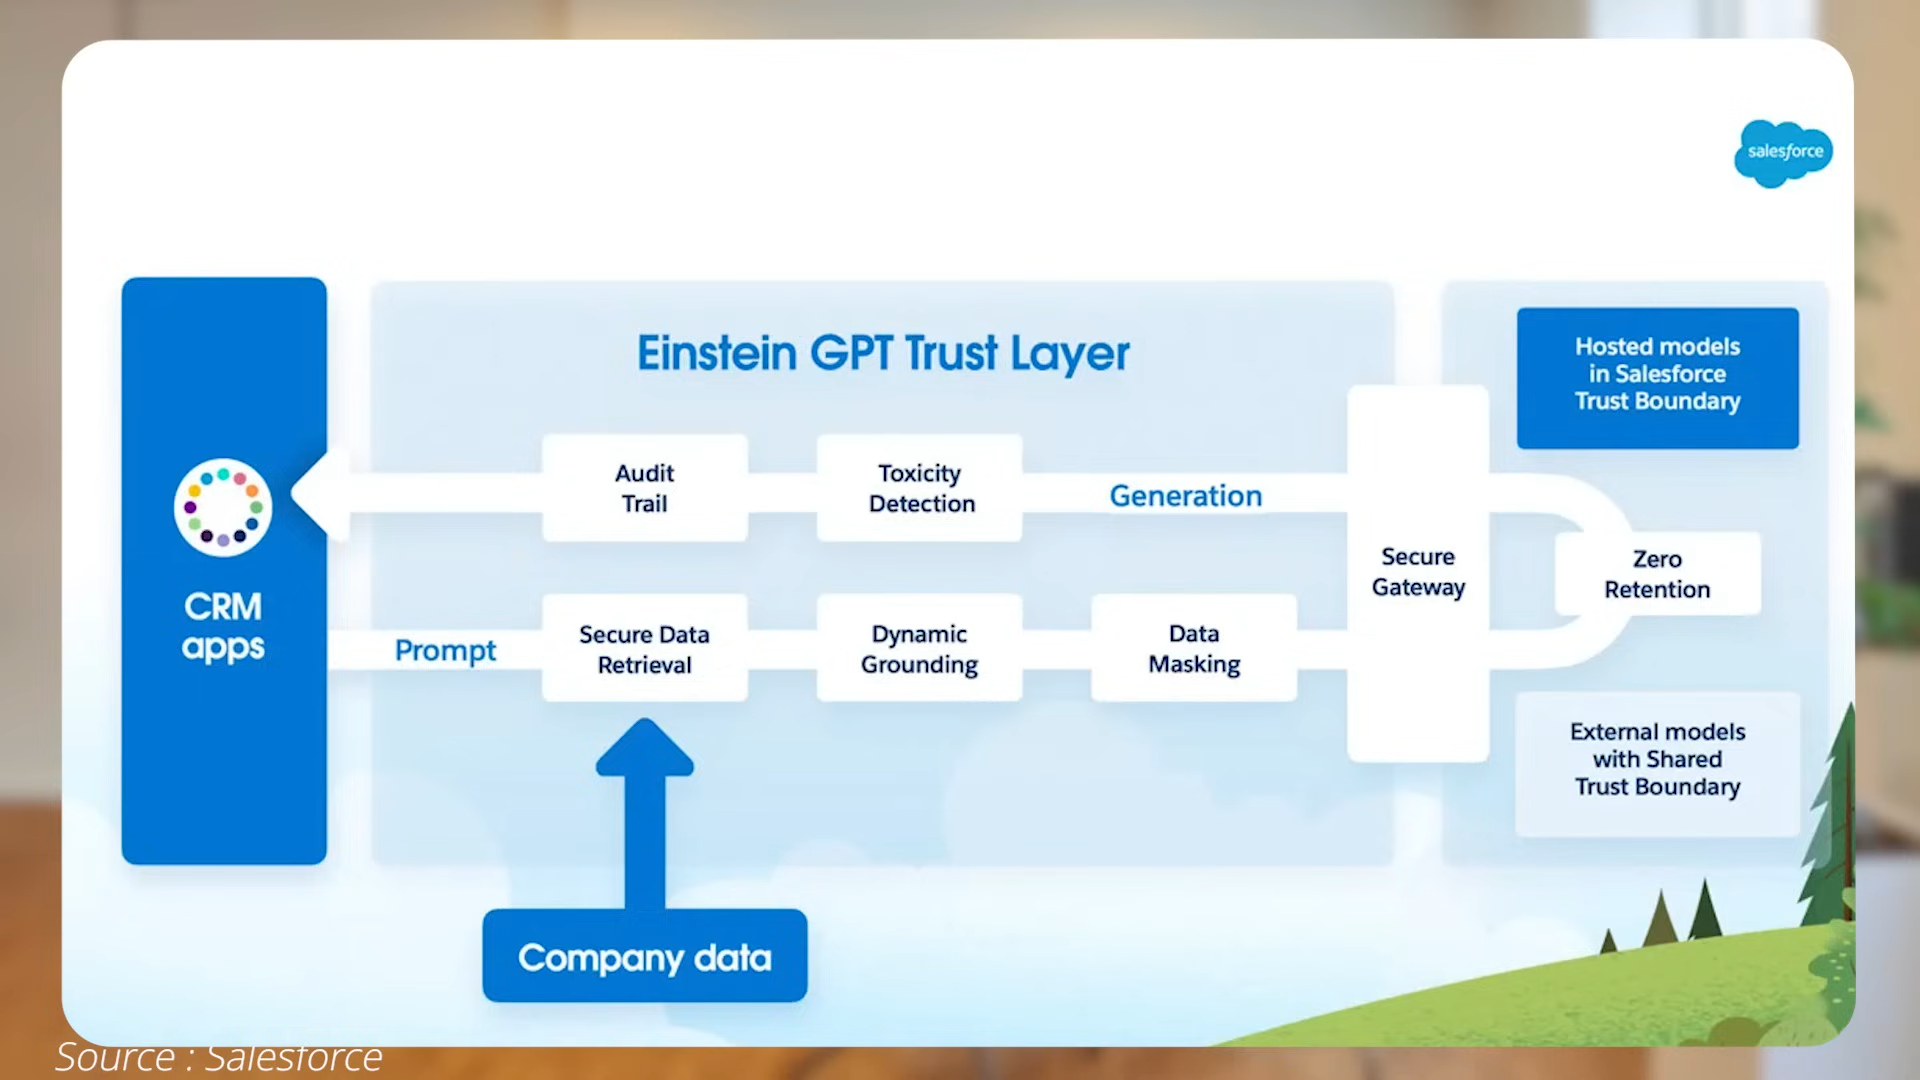 salesforce
Einstein GPT Trust Layer
Hosted models
in Salesforce
Trust Boundary
Audit
Trail
Toxicity
Detection
Generation
Secure
Gateway
Zero
Retention
CRM
apps
Prompt
Secure Data
Retrieval
Dynamic
Grounding
Data
Masking
External models
with Shared
Trust Boundary
Company data
Source : Salesforce